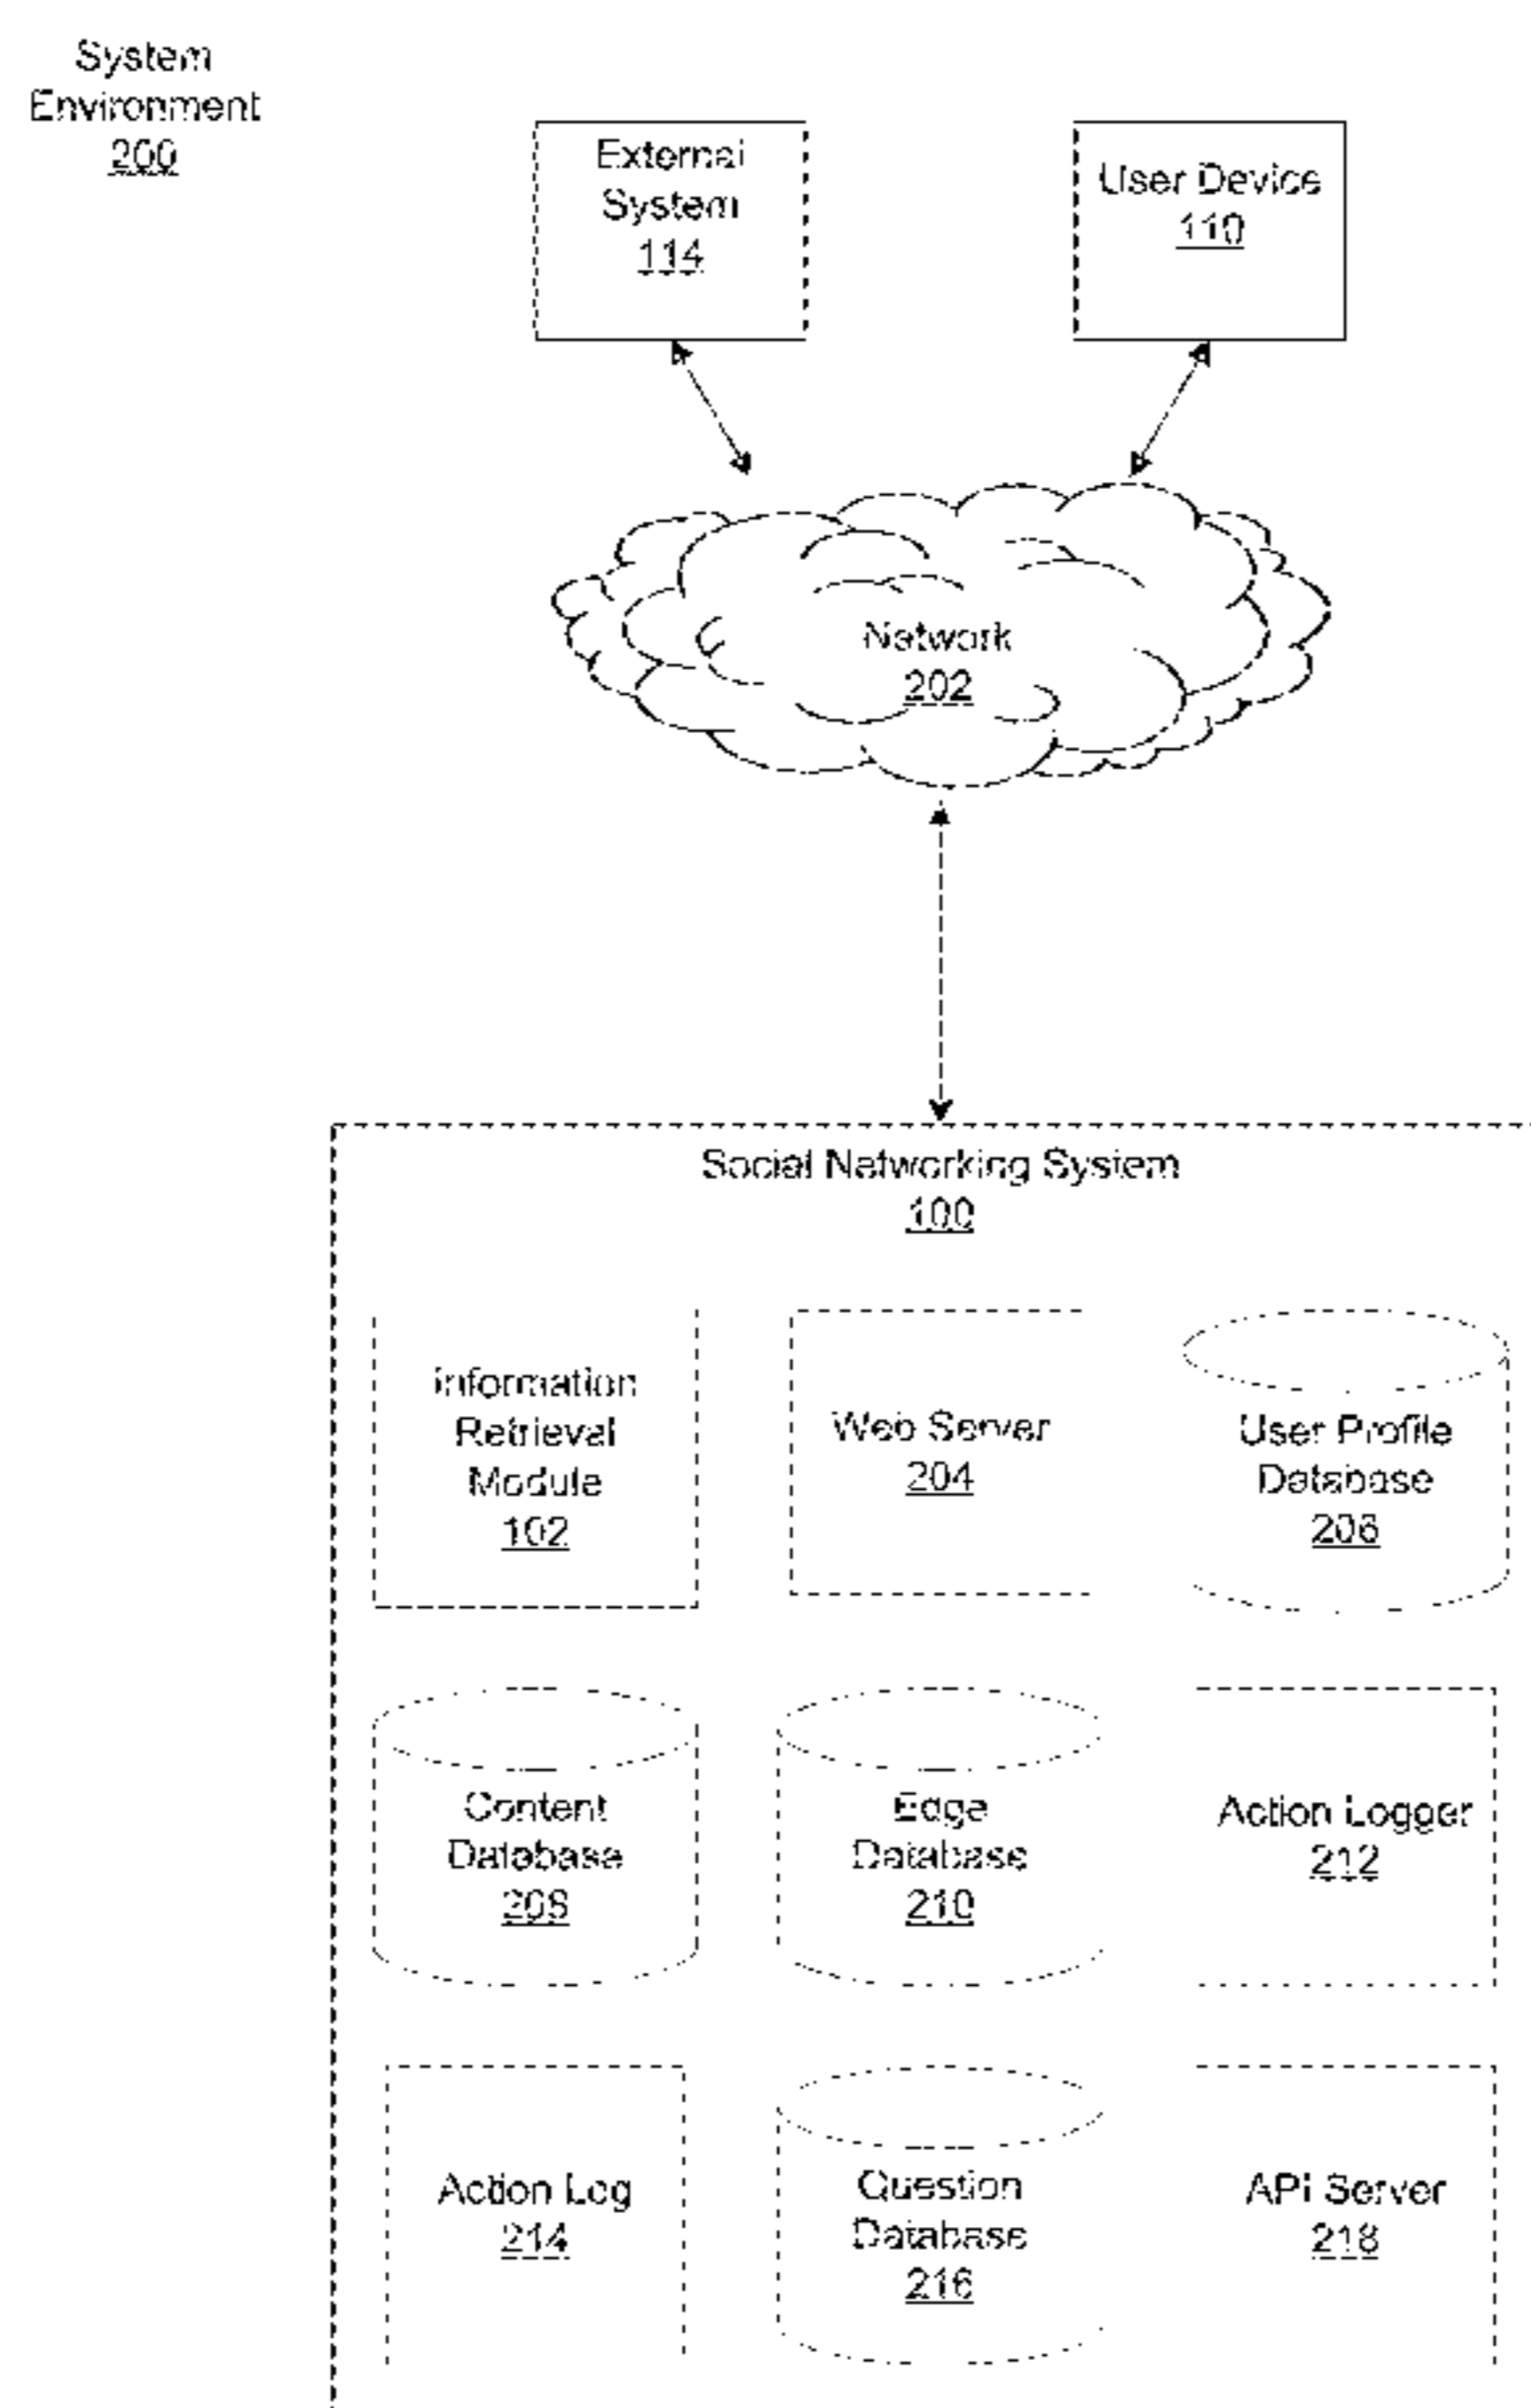 System
Environment
200
External
System
114
User Device
110
Network
202
Social Networking System
100
Information
Retrieval
Module
102
Web Server
204
User Profile
Database
206
Content
Database
208
Edge
Database
210
Action Logger
212
Action Log
214
Question
Database
216
API Server
218